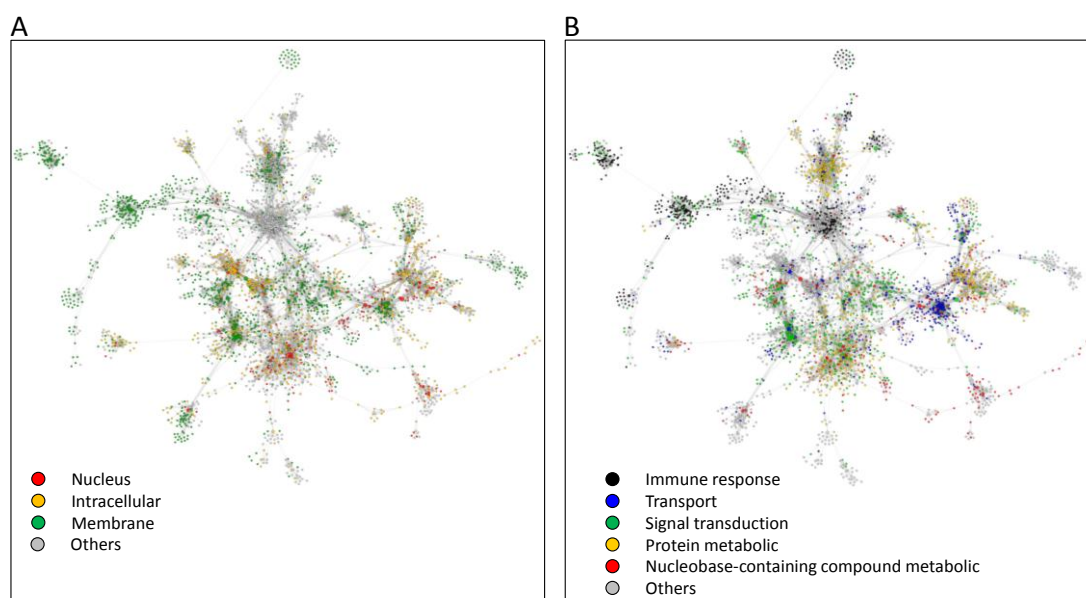 A
B
Nucleus
Intracellular
Membrane
Others
Immune response
Transport
Signal transduction
Protein metabolic
Nucleobase-containing compound metabolic
Others